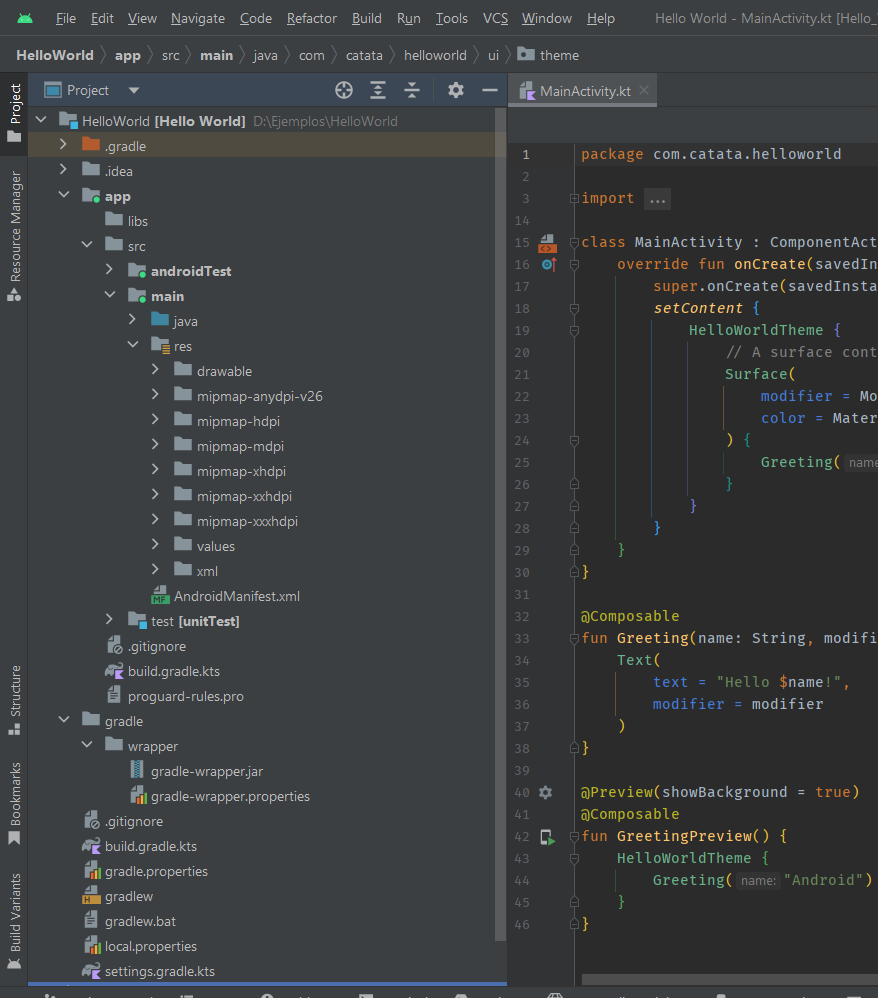 File Edit View Navigate Code Refactor Build Run Tools VCS Window Help Hello World - MainActivity.kt [Hello_
HelloWorld app src main java com catata helloworld ui theme
Project
Resource Manager
Structure
Bookmarks
Build Variants
Project
HelloWorld [Hello World] D:\Ejemplos\HelloWorld
.gradle
.idea
app
libs
src
androidTest
main
java
res
drawable
mipmap-anydpi-v26
mipmap-hdpi
mipmap-mdpi
mipmap-xhdpi
mipmap-xxhdpi
mipmap-xxxhdpi
values
xml
MF AndroidManifest.xml
test [unitTest]
.gitignore
build.gradle.kts
proguard-rules.pro
gradle
wrapper
gradle-wrapper.jar
gradle-wrapper.properties
.gitignore
build.gradle.kts
gradle.properties
gradlew
gradlew.bat
local.properties
settings.gradle.kts
MainActivity.kt
1 package com.catata.helloworld
2
3 import ...
14
15 class MainActivity : ComponentAct
16 override fun onCreate(savedIn
17 super.onCreate(savedInsta
18 setContent {
19 HelloWorldTheme {
20 // A surface cont
21 Surface(
22 modifier = Mo
23 color = Mater
24 ) {
25 Greeting( name
26 }
27 }
28 }
29 }
30 }
31
32 @Composable
33 fun Greeting(name: String, modifi
34 Text(
35 text = "Hello $name!",
36 modifier = modifier
37 )
38 }
39
40 @Preview(showBackground = true)
41 @Composable
42 fun GreetingPreview() {
43 HelloWorldTheme {
44 Greeting( name: "Android")
45 }
46 }